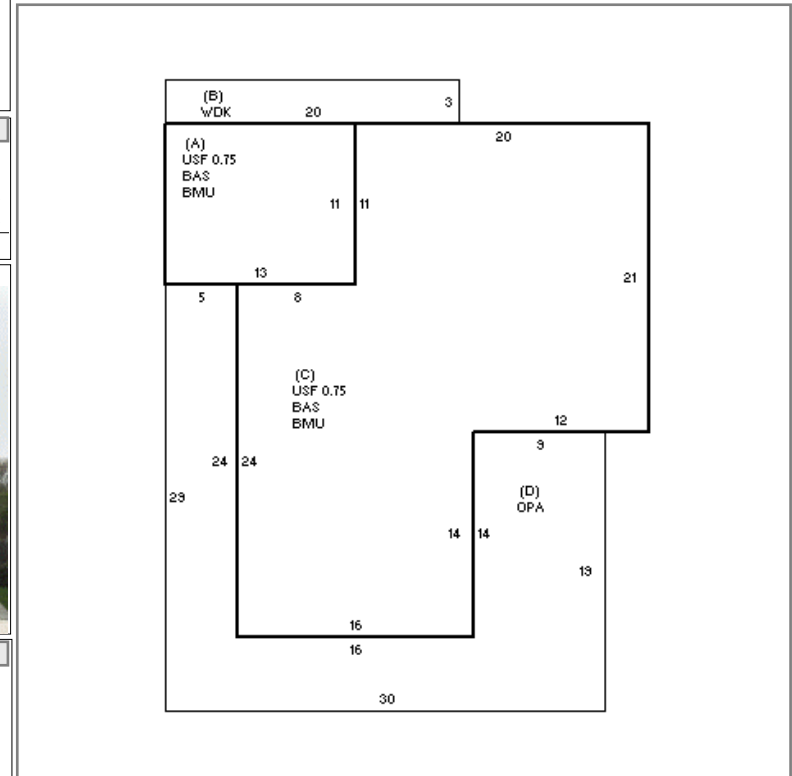 (B)
WDK
20
3
20
(A)
USF 0.75
BAS
BMU
11 11
13
5
8
21
(C)
USF 0.75
BAS
BMU
12
9
24 24
29
(D)
OPA
14 14
19
16
16
30